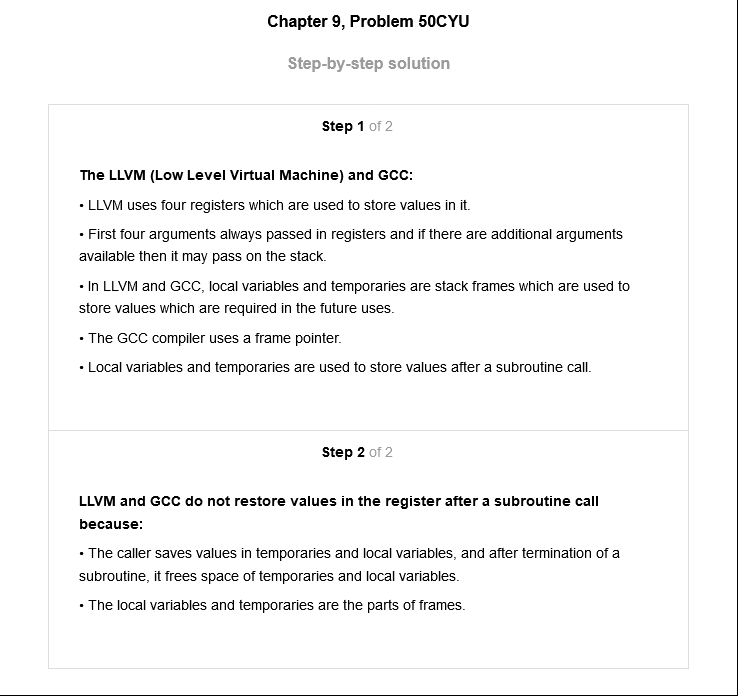 Chapter 9, Problem 50CYU
Step-by-step solution
Step 1 of 2
The LLVM (Low Level Virtual Machine) and GCC:
• LLVM uses four registers which are used to store values in it.
• First four arguments always passed in registers and if there are additional arguments
available then it may pass on the stack.
• In LLVM and GCC, local variables and temporaries are stack frames which are used to
store values which are required in the future uses.
• The GCC compiler uses a frame pointer.
• Local variables and temporaries are used to store values after a subroutine call.
Step 2 of 2
LLVM and GCC do not restore values in the register after a subroutine call
because:
• The caller saves values in temporaries and local variables, and after termination of a
subroutine, it frees space of temporaries and local variables.
• The local variables and temporaries are the parts of frames.